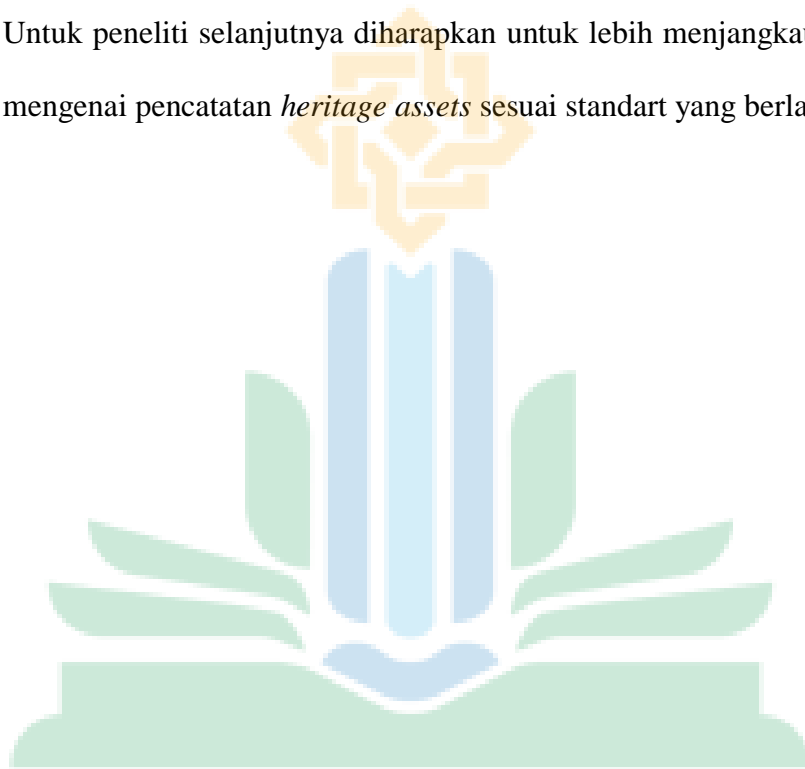 Untuk peneliti selanjutnya diharapkan untuk lebih menjangkau
mengenai pencatatan heritage assets sesuai standart yang berla